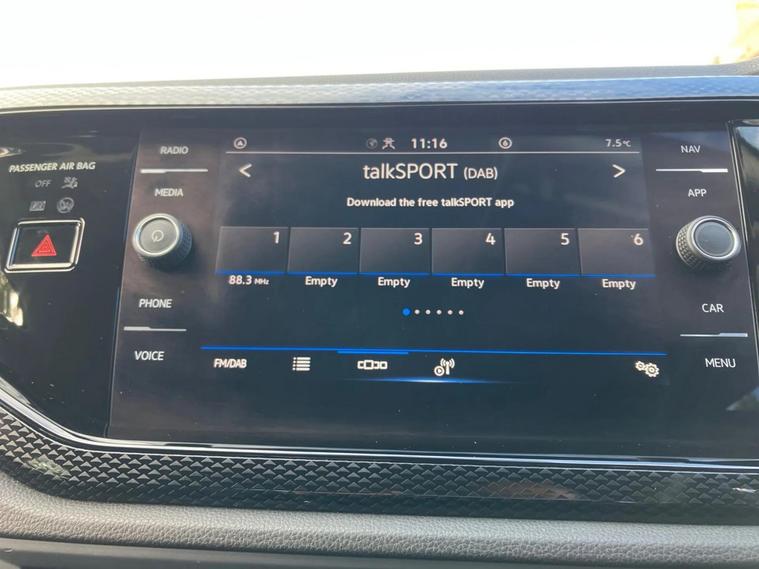 PASSENGER AIR BAG
OFF
RADIO
MEDIA
PHONE
VOICE
11:16
7.5°C
< talkSPORT (DAB) >
Download the free talkSPORT app
1 2 3 4 5 6
88.3 MHz Empty Empty Empty Empty Empty
FM/DAB
NAV
APP
CAR
MENU